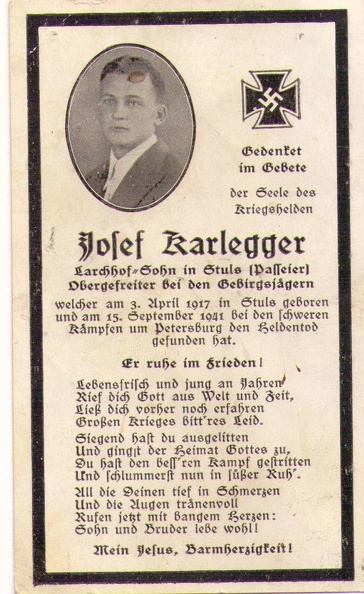 Gedenket
im Gebete
der Seele des
Kriegshelden
Josef Karlegger
Larchhof-Sohn in Stuls (Passeier)
Obergefreiter bei den Gebirgsjägern
welcher am 3. April 1917 in Stuls geboren
und am 15. September 1941 bei den schweren
Kämpfen um Petersburg den Heldentod
gefunden hat.
Er ruhe im Frieden!
Lebensfrisch und jung an Jahren
Rief dich Gott aus Welt und Zeit,
Ließ dich vorher noch erfahren
Großen Krieges bitt'res Leid.
Siegend hast du ausgelitten
Und gingst der Heimat Gottes zu,
Du hast den bess'ren Kampf gestritten
Und schlummerst nun in süßer Ruh'.
All die Deinen tief in Schmerzen
Und die Augen tränenvoll
Rufen jetzt mit bangem Herzen:
Sohn und Bruder lebe wohl!
Mein Jesus, Barmherzigkeit!